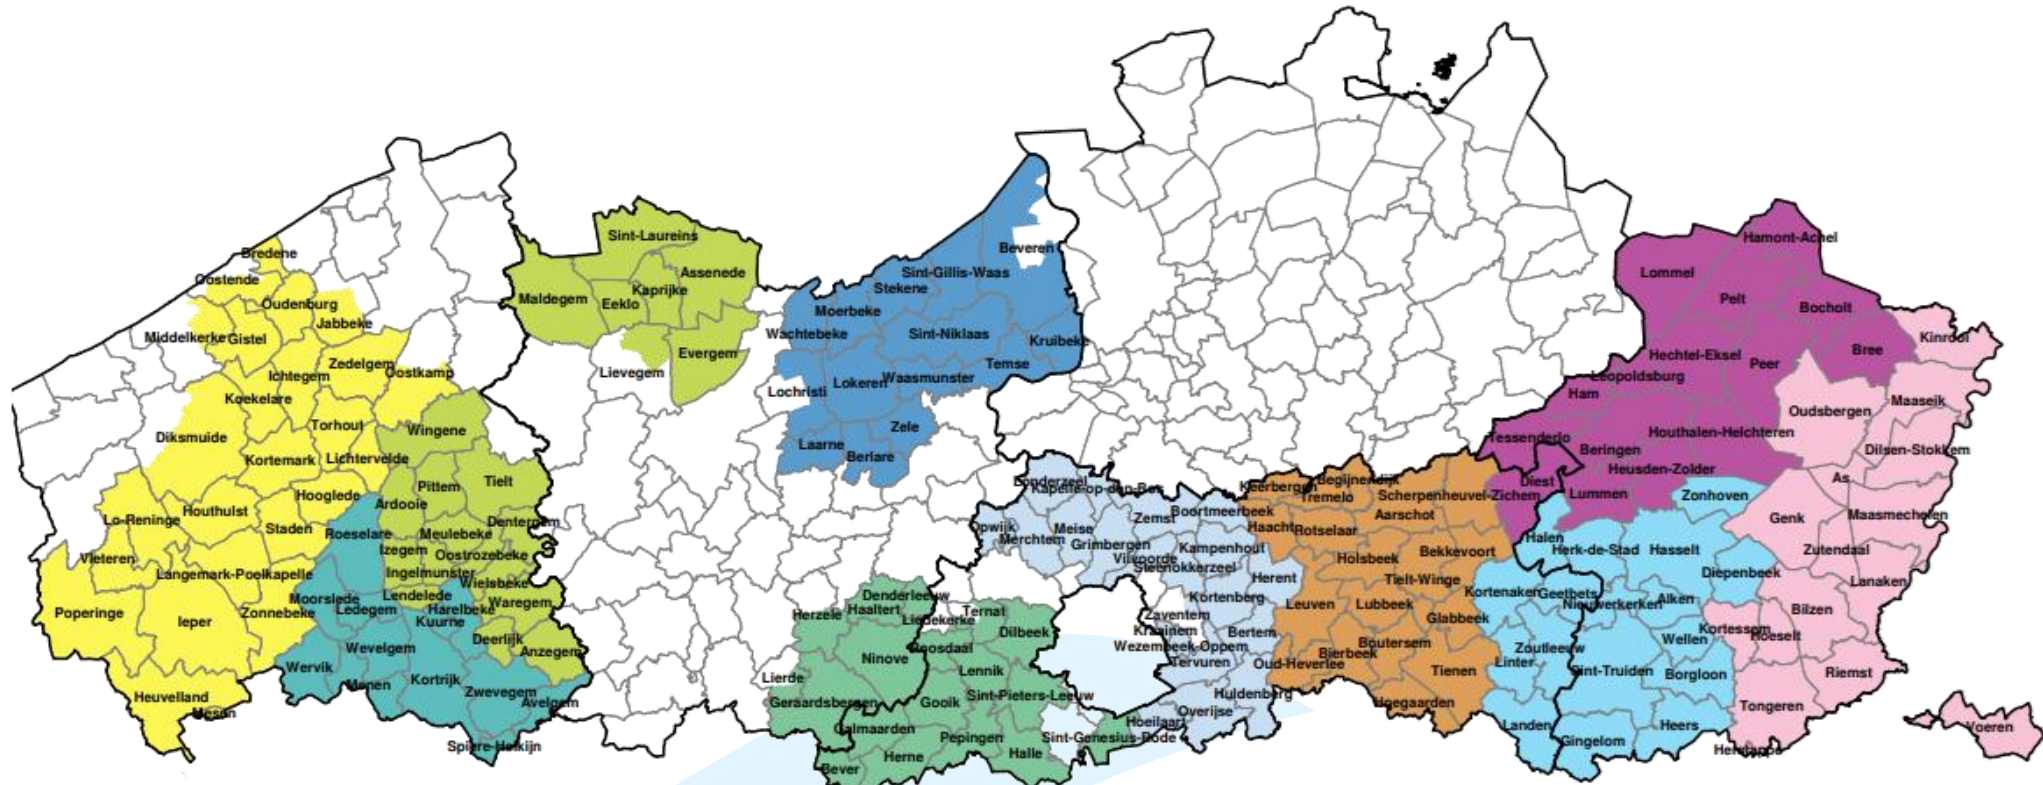 Bredene
Oostende
Oudenburg
Jabbeke
Middelkerke
Gistel
Zedelgem
Oostkamp
Ichtegem
Koekelare
Torhout
Diksmuide
Kortemark
Lichtervelde
Hooglede
Houthulst
Lo-Reninge
Staden
Vleteren
Langemark-Poelkapelle
Zonnebeke
Poperinge
Ieper
Heuvelland
Mesen
Wingene
Tielt
Pittem
Ardooie
Meulebeke
Dentergem
Izegem
Oostrozebeke
Ingelmunster
Wielsbeke
Waregem
Deerlijk
Anzegem
Roeselare
Moorslede
Ledegem
Lendelede
Harelbeke
Kuurne
Wevelgem
Wervik
Menen
Kortrijk
Zwevegem
Avelgem
Spiere-Helkijn
Sint-Laureins
Assenede
Maldegem
Eeklo
Kaprijke
Evergem
Lievegem
Beveren
Sint-Gillis-Waas
Stekene
Moerbeke
Wachtebeke
Sint-Niklaas
Kruibeke
Temse
Waasmunster
Lokeren
Lochristi
Zele
Laarne
Berlare
Denderleeuw
Haaltert
Herzele
Liedekerke
Ternat
Dilbeek
Roosdaal
Ninove
Lennik
Lierde
Geraardsbergen
Gooik
Sint-Pieters-Leeuw
Galmaarden
Pepingen
Herne
Halle
Bever
Sint-Genesius-Rode
Londerzeel
Kapelle-op-den-Bos
Opwijk
Merchtem
Meise
Zemst
Boortmeerbeek
Grimbergen
Vilvoorde
Kampenhout
Steenokkerzeel
Herent
Kortenberg
Zaventem
Kraainem
Wezembeek-Oppem
Bertem
Tervuren
Huldenberg
Overijse
Hoeilaart
Keerbergen
Begijnendijk
Tremelo
Scherpenheuvel-Zichem
Aarschot
Haacht
Rotselaar
Holsbeek
Bekkevoort
Tielt-Winge
Leuven
Lubbeek
Glabbeek
Boutersem
Bierbeek
Oud-Heverlee
Tienen
Hoegaarden
Hamont-Achel
Lommel
Pelt
Bocholt
Bree
Hechtel-Eksel
Peer
Leopoldsburg
Ham
Houthalen-Helchteren
Tessenderlo
Beringen
Heusden-Zolder
Diest
Lummen
Zonhoven
Halen
Herk-de-Stad
Hasselt
Diepenbeek
Kortenaken
Geetbets
Nieuwerkerken
Alken
Zoutleeuw
Linter
Wellen
Sint-Truiden
Borgloon
Landen
Gingelom
Heers
Kinrooi
Maaseik
Oudsbergen
Dilsen-Stokkem
As
Genk
Maasmechelen
Zutendaal
Lanaken
Bilzen
Kortessem
Hoeselt
Riemst
Tongeren
Herstappe
Voeren